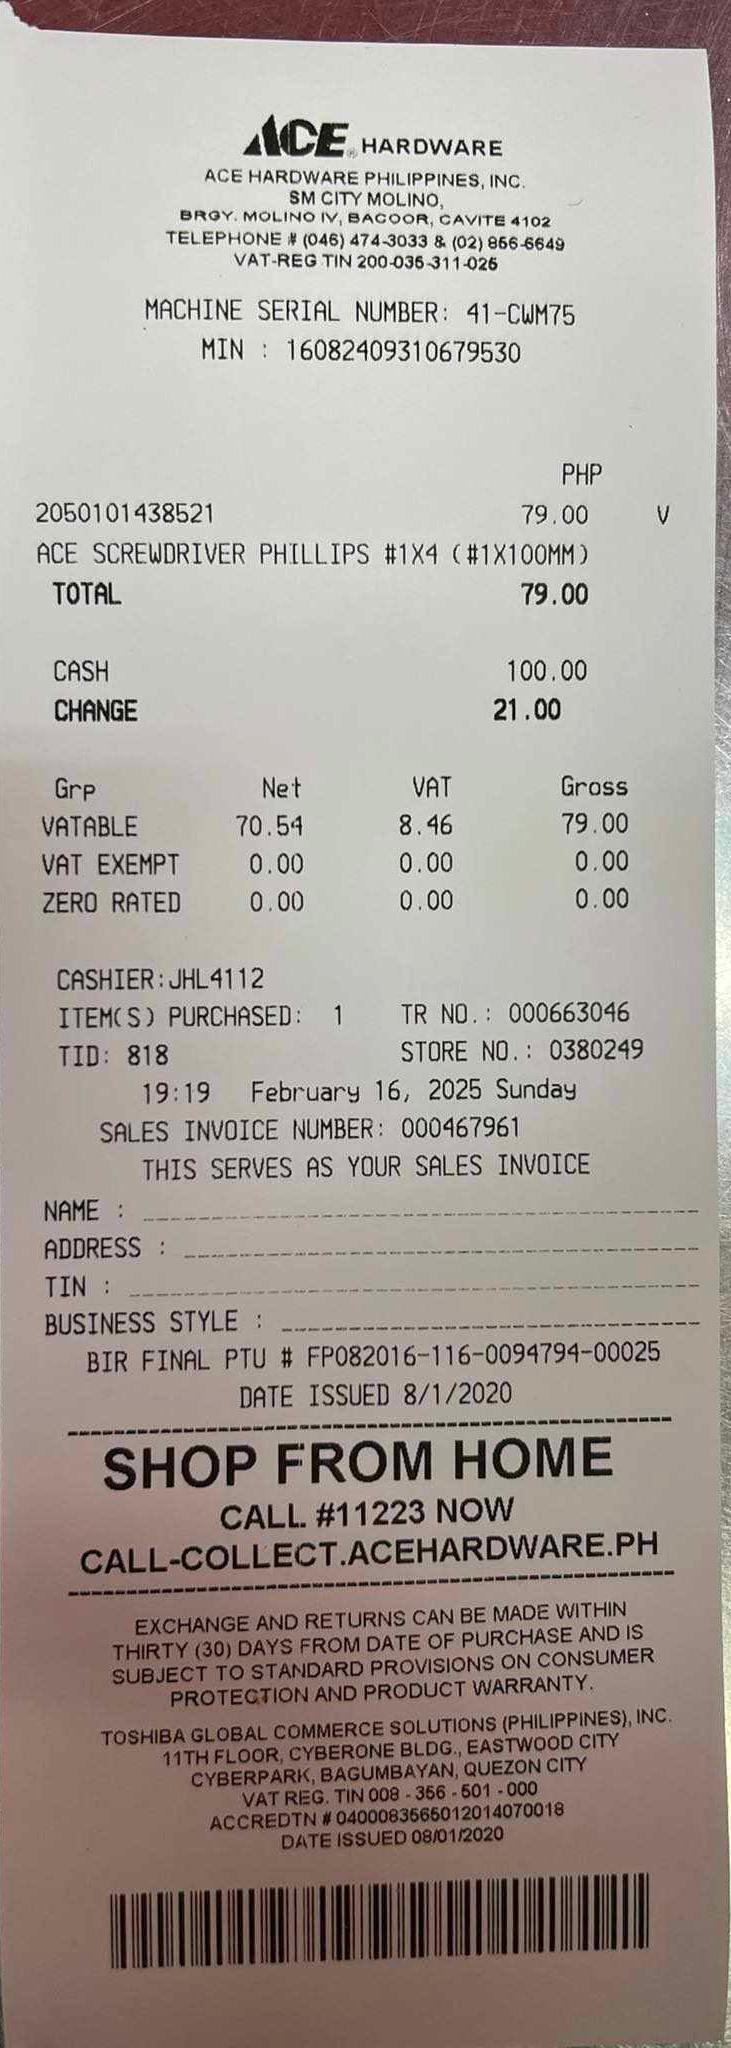 ACE® HARDWARE
ACE HARDWARE PHILIPPINES, INC.
SM CITY MOLINO,
BRGY. MOLINO IV, BACOOR, CAVITE 4102
TELEPHONE # (046) 474-3033 & (02) 866-6649
VAT-REG TIN 200-035-311-025
MACHINE SERIAL NUMBER: 41-CWM75
MIN : 16082409310679530
PHP
2050101438521 79.00 V
ACE SCREWDRIVER PHILLIPS #1X4 (#1X100MM)
TOTAL 79.00
CASH 100.00
CHANGE 21.00
Grp Net VAT Gross
VATABLE 70.54 8.46 79.00
VAT EXEMPT 0.00 0.00 0.00
ZERO RATED 0.00 0.00 0.00
CASHIER:JHL4112
ITEM(S) PURCHASED: 1 TR NO.: 000663046
TID: 818 STORE NO.: 0380249
19:19 February 16, 2025 Sunday
SALES INVOICE NUMBER: 000467961
THIS SERVES AS YOUR SALES INVOICE
NAME :
ADDRESS :
TIN :
BUSINESS STYLE :
BIR FINAL PTU # FP082016-116-0094794-00025
DATE ISSUED 8/1/2020
SHOP FROM HOME
CALL #11223 NOW
CALL-COLLECT.ACEHARDWARE.PH
EXCHANGE AND RETURNS CAN BE MADE WITHIN
THIRTY (30) DAYS FROM DATE OF PURCHASE AND IS
SUBJECT TO STANDARD PROVISIONS ON CONSUMER
PROTECTION AND PRODUCT WARRANTY.
TOSHIBA GLOBAL COMMERCE SOLUTIONS (PHILIPPINES), INC.
11TH FLOOR, CYBERONE BLDG., EASTWOOD CITY
CYBERPARK, BAGUMBAYAN, QUEZON CITY
VAT REG. TIN 008 - 356 - 501 - 000
ACCREDTN # 0400083565012014070018
DATE ISSUED 08/01/2020